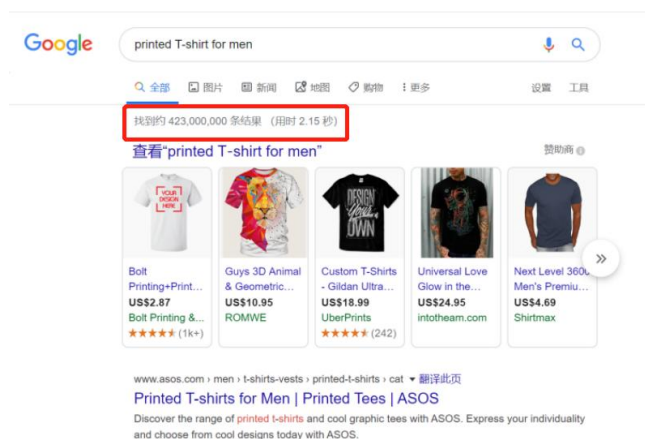 Google
printed T-shirt for men
全部 图片 新闻 地图 购物 更多 设置 工具
找到约 423,000,000 条结果 （用时 2.15 秒）
查看“printed T-shirt for men” 赞助商
YOUR
DESIGN
HERE
DESIGN
Your
OWN
Bolt
Printing+Print...
US$2.87
Bolt Printing &...
(1k+)
Guys 3D Animal
& Geometric...
US$10.95
ROMWE
Custom T-Shirts
- Gildan Ultra...
US$18.99
UberPrints
(242)
Universal Love
Glow in the...
US$24.95
intotheam.com
Next Level 3600
Men's Premiu...
US$4.69
Shirtmax
www.asos.com › men › t-shirts-vests › printed-t-shirts › cat ▾ 翻译此页
Printed T-shirts for Men | Printed Tees | ASOS
Discover the range of printed t-shirts and cool graphic tees with ASOS. Express your individuality
and choose from cool designs today with ASOS.